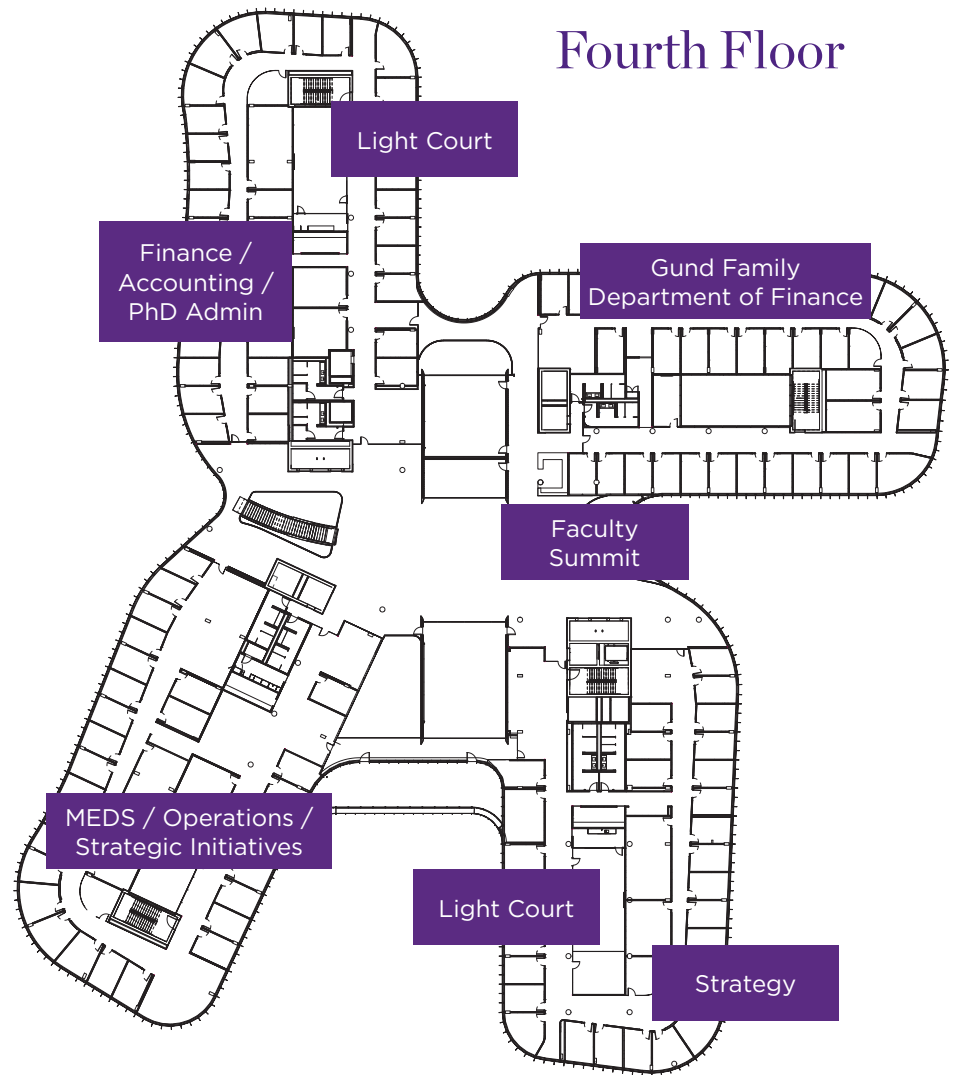 Fourth Floor
Light Court
Finance /
Accounting /
PhD Admin
Gund Family
Department of Finance
Faculty
Summit
MEDS / Operations /
Strategic Initiatives
Light Court
Strategy